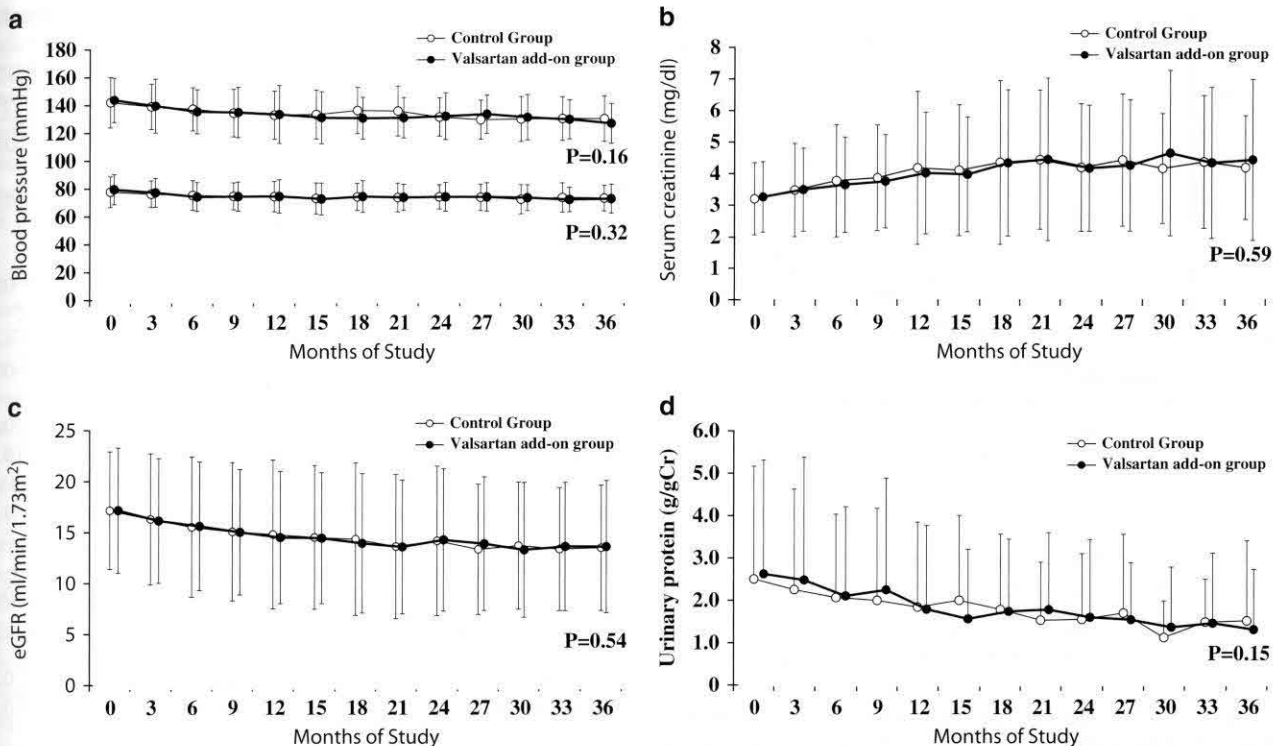 a
Control Group
Valsartan add-on group
Blood pressure (mmHg)
180
160
140
120
100
80
60
40
20
0
P=0.16
P=0.32
0 3 6 9 12 15 18 21 24 27 30 33 36
Months of Study
b
Control Group
Valsartan add-on group
Serum creatinine (mg/dl)
8
7
6
5
4
3
2
1
0
P=0.59
0 3 6 9 12 15 18 21 24 27 30 33 36
Months of Study
c
Control Group
Valsartan add-on group
eGFR (ml/min/1.73m²)
25
20
15
10
5
0
P=0.54
0 3 6 9 12 15 18 21 24 27 30 33 36
Months of Study
d
Control Group
Valsartan add-on group
Urinary protein (g/gCr)
6.0
5.0
4.0
3.0
2.0
1.0
0.0
P=0.15
0 3 6 9 12 15 18 21 24 27 30 33 36
Months of Study